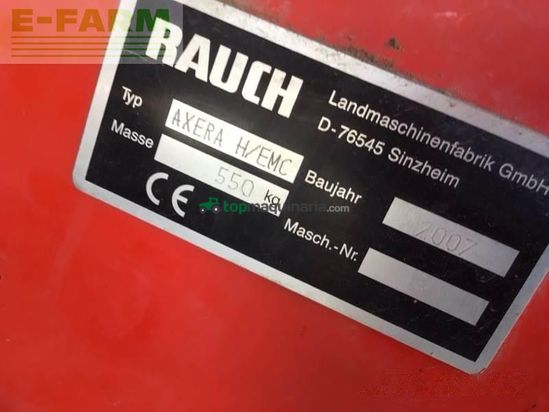 E-FARM
RAUCH
Landmaschinenfabrik GmbH
D-76545 Sinzheim
Typ AXERA H/EMC
Baujahr 2007
Masse 550 kg
Masch.-Nr.
CE
topmaquinaria.com